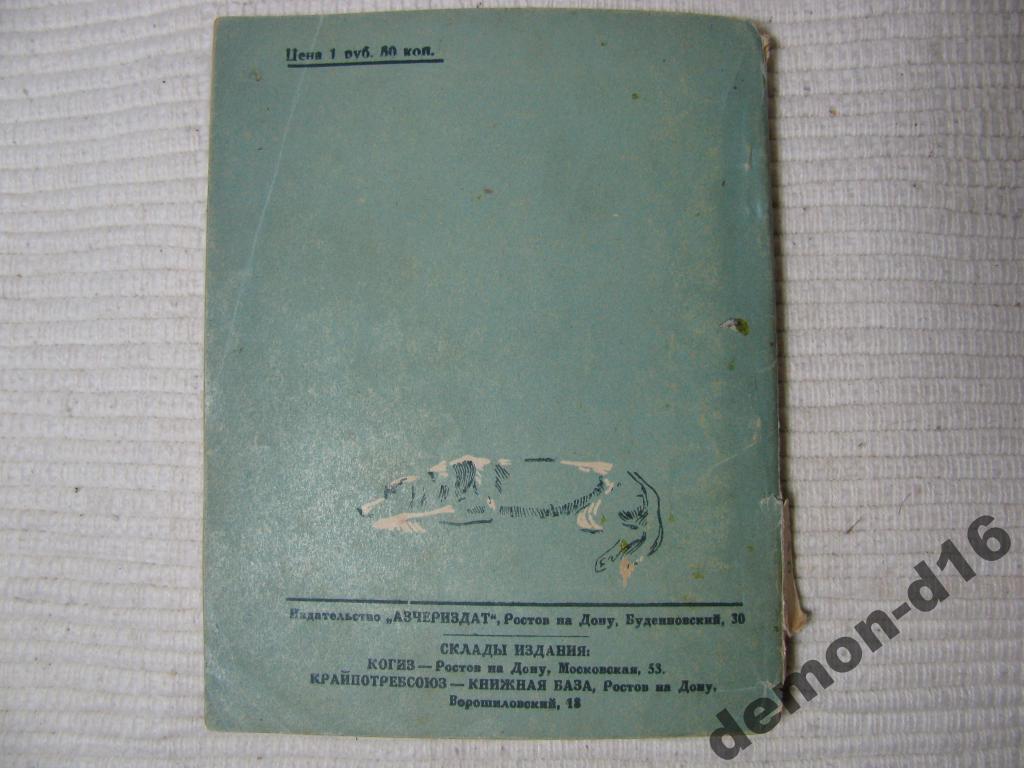 Цена 1 руб. 80 коп.
Издательство „АЗЧЕРИЗДАТ“, Ростов на Дону, Буденновский, 30
СКЛАДЫ ИЗДАНИЯ:
КОГИЗ — Ростов на Дону, Московская, 53.
КРАЙПОТРЕБСОЮЗ — КНИЖНАЯ БАЗА, Ростов на Дону,
Ворошиловский, 18
demon-d16